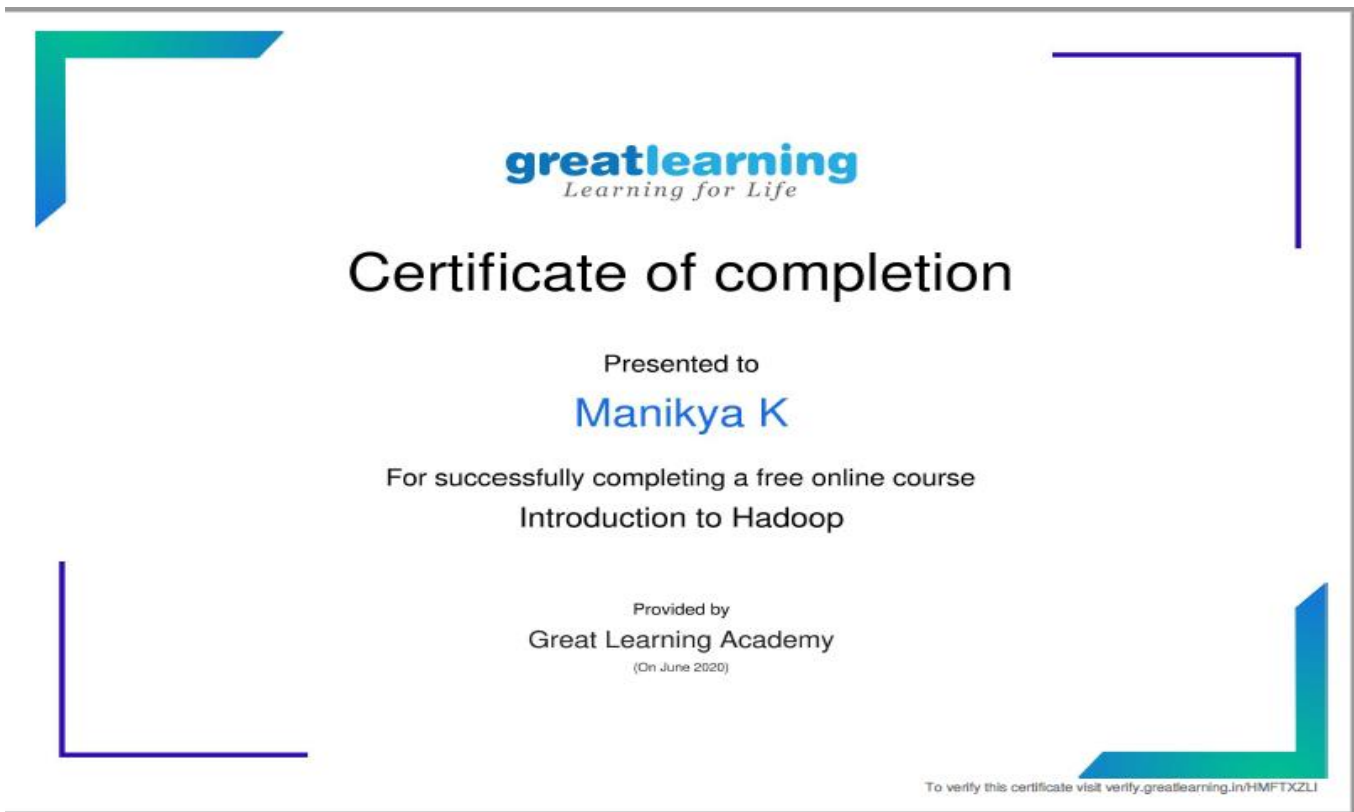 greatlearning
Learning for Life
Certificate of completion
Presented to
Manikya K
For successfully completing a free online course
Introduction to Hadoop
Provided by
Great Learning Academy
(On June 2020)
To verify this certificate visit verify.greatlearning.in/HMFTXZLI